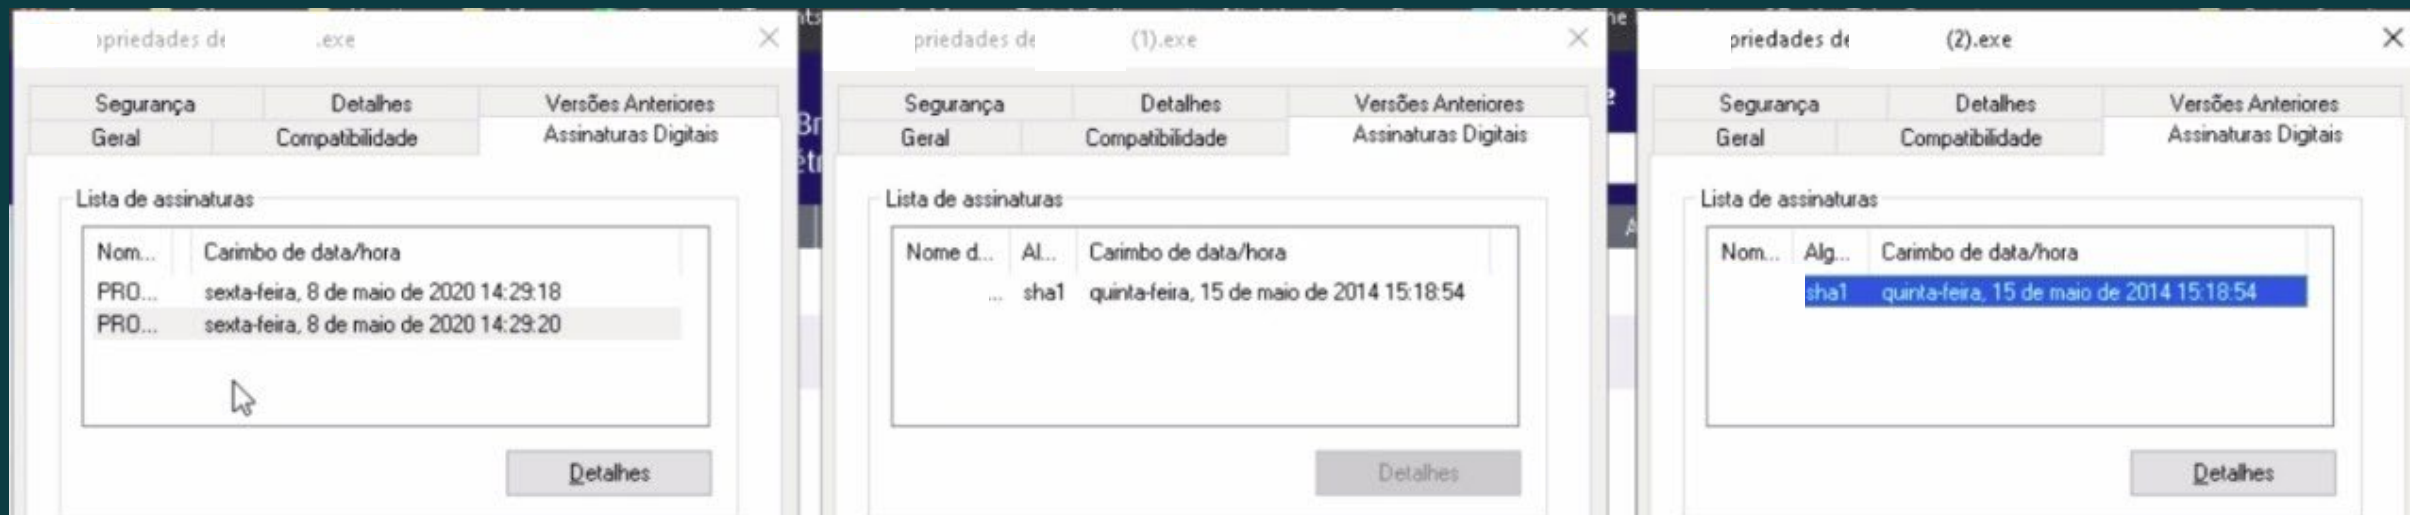 opriedades de .exe
Segurança Detalhes Versões Anteriores
Geral Compatibilidade Assinaturas Digitais
Lista de assinaturas
Nom... Carimbo de data/hora
PRO... sexta-feira, 8 de maio de 2020 14:29:18
PRO... sexta-feira, 8 de maio de 2020 14:29:20
Detalhes
priedades de (1).exe
Segurança Detalhes Versões Anteriores
Geral Compatibilidade Assinaturas Digitais
Lista de assinaturas
Nome d... Al... Carimbo de data/hora
... sha1 quinta-feira, 15 de maio de 2014 15:18:54
Detalhes
priedades de (2).exe
Segurança Detalhes Versões Anteriores
Geral Compatibilidade Assinaturas Digitais
Lista de assinaturas
Nom... Alg... Carimbo de data/hora
sha1 quinta-feira, 15 de maio de 2014 15:18:54
Detalhes